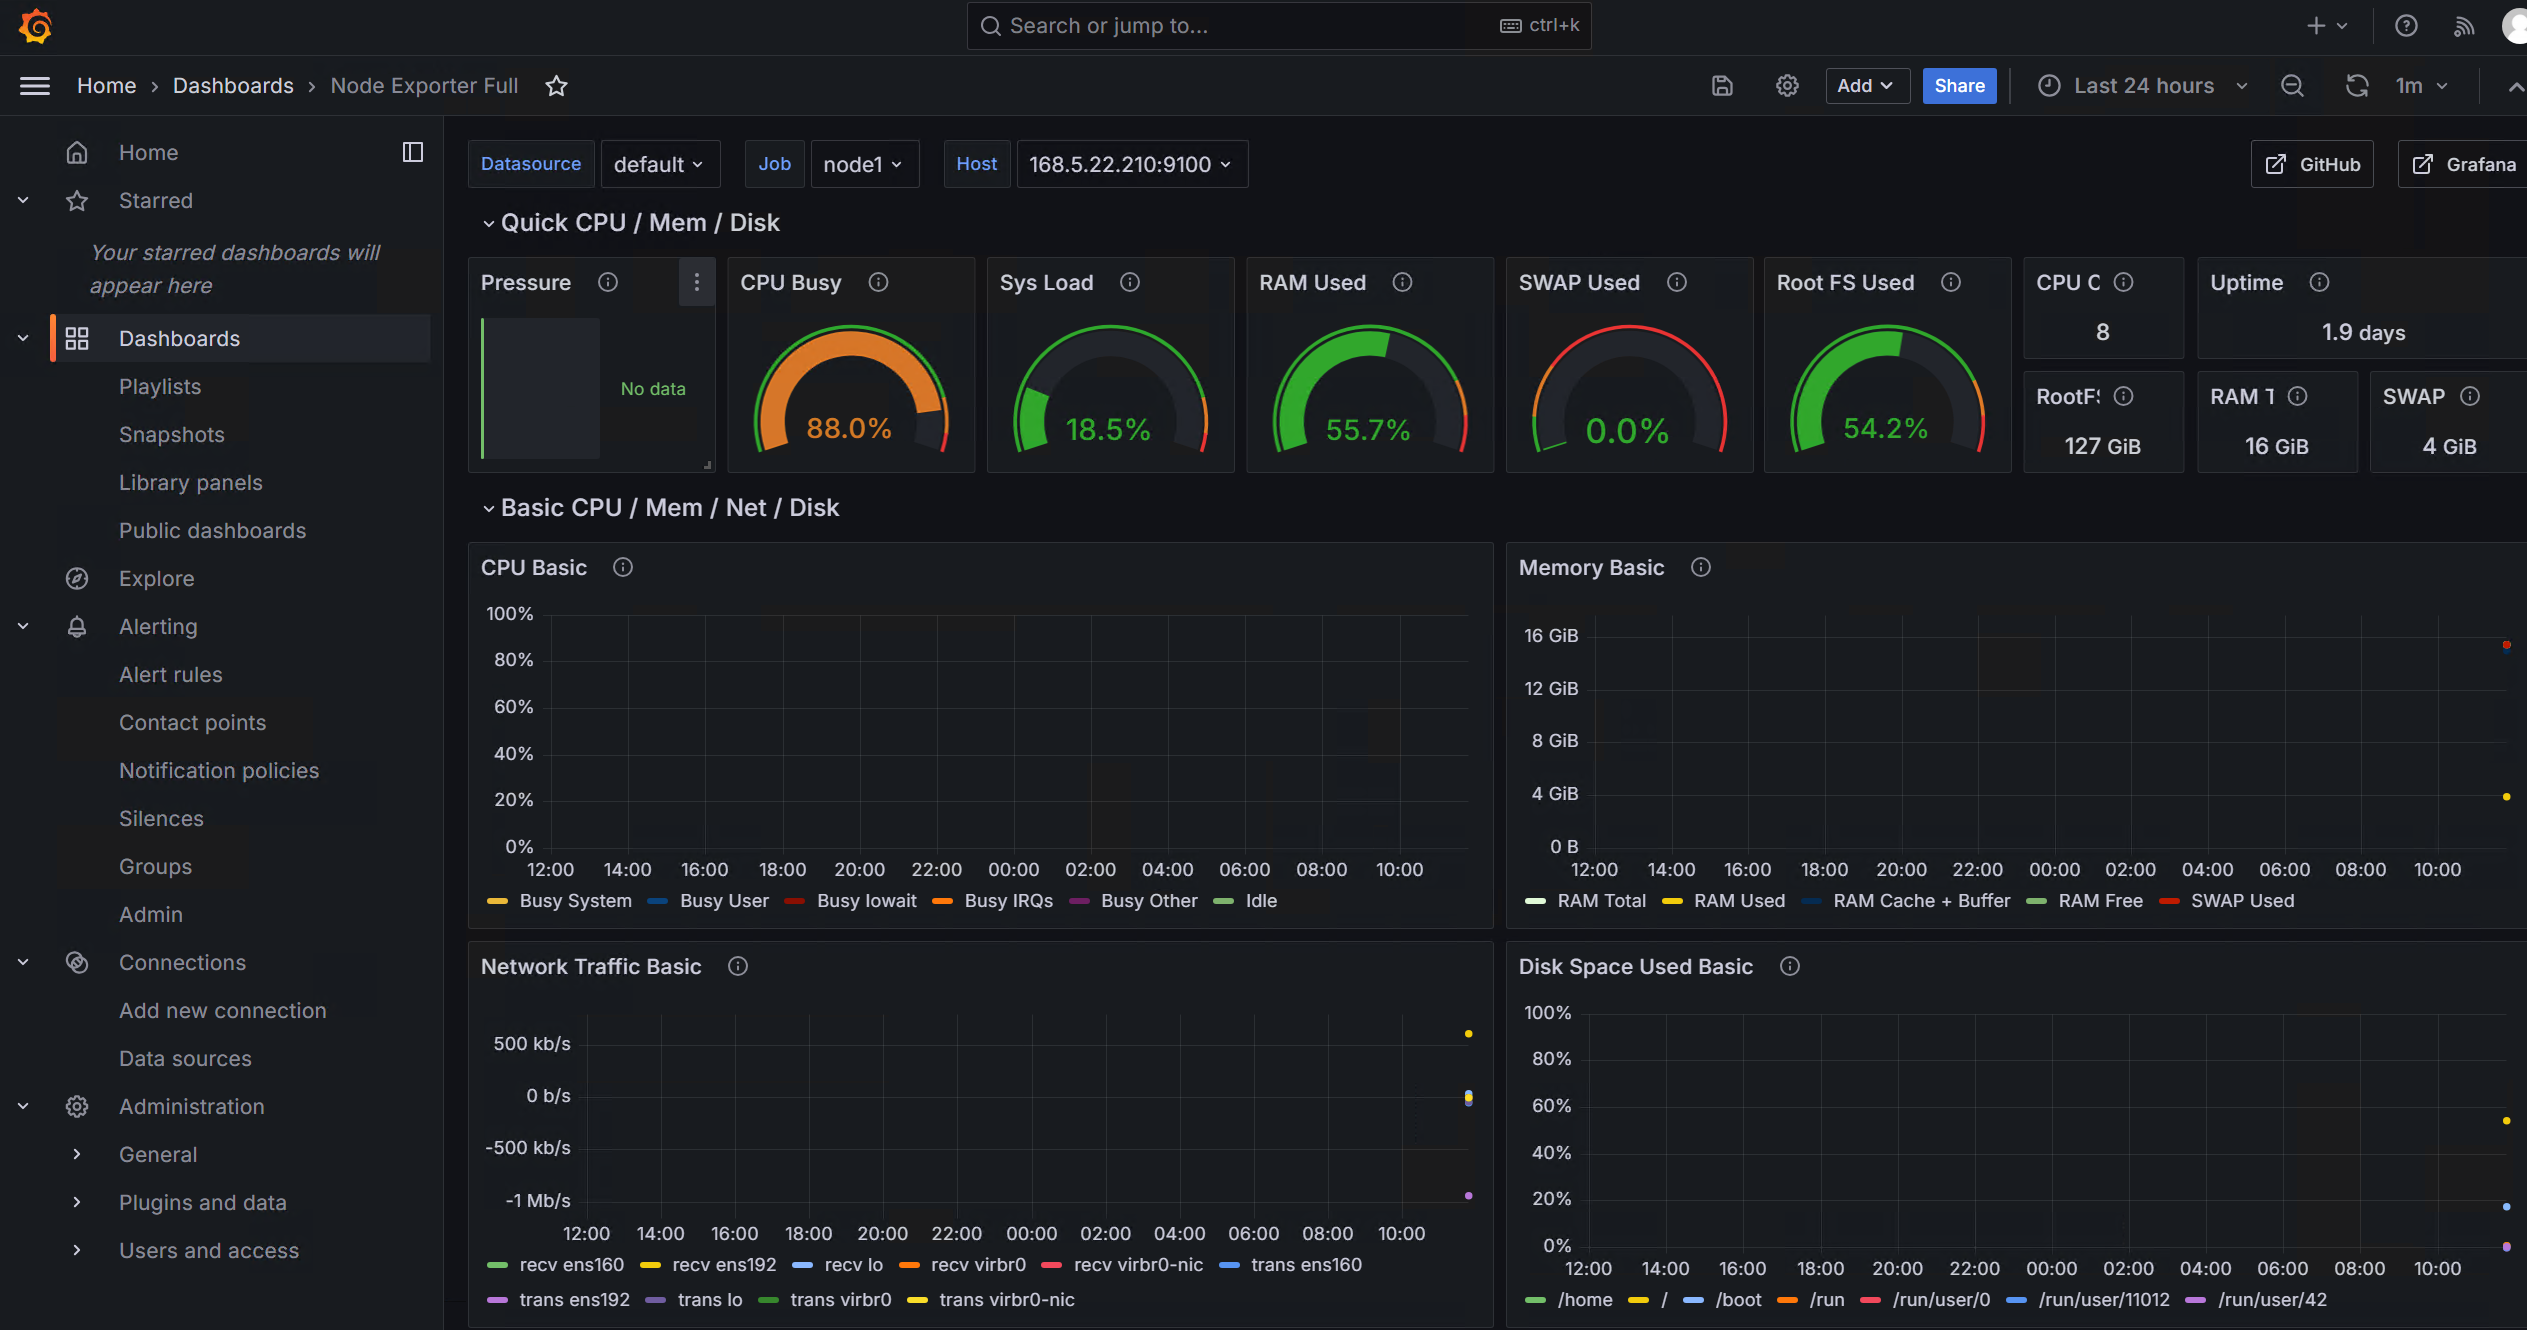 Search or jump to... ctrl+k
Home › Dashboards › Node Exporter Full Add Share Last 24 hours 1m
Home
Starred
Your starred dashboards will
appear here
Dashboards
Playlists
Snapshots
Library panels
Public dashboards
Explore
Alerting
Alert rules
Contact points
Notification policies
Silences
Groups
Admin
Connections
Add new connection
Data sources
Administration
General
Plugins and data
Users and access
Datasource default Job node1 Host 168.5.22.210:9100 GitHub Grafana
Quick CPU / Mem / Disk
Pressure
No data
CPU Busy
88.0%
Sys Load
18.5%
RAM Used
55.7%
SWAP Used
0.0%
Root FS Used
54.2%
CPU C
8
Uptime
1.9 days
RootF
127 GiB
RAM T
16 GiB
SWAP
4 GiB
Basic CPU / Mem / Net / Disk
CPU Basic
100%
80%
60%
40%
20%
0%
12:00 14:00 16:00 18:00 20:00 22:00 00:00 02:00 04:00 06:00 08:00 10:00
Busy System Busy User Busy Iowait Busy IRQs Busy Other Idle
Memory Basic
16 GiB
12 GiB
8 GiB
4 GiB
0 B
12:00 14:00 16:00 18:00 20:00 22:00 00:00 02:00 04:00 06:00 08:00 10:00
RAM Total RAM Used RAM Cache + Buffer RAM Free SWAP Used
Network Traffic Basic
500 kb/s
0 b/s
-500 kb/s
-1 Mb/s
12:00 14:00 16:00 18:00 20:00 22:00 00:00 02:00 04:00 06:00 08:00 10:00
recv ens160 recv ens192 recv lo recv virbr0 recv virbr0-nic trans ens160
trans ens192 trans lo trans virbr0 trans virbr0-nic
Disk Space Used Basic
100%
80%
60%
40%
20%
0%
12:00 14:00 16:00 18:00 20:00 22:00 00:00 02:00 04:00 06:00 08:00 10:00
/home / /boot /run /run/user/0 /run/user/11012 /run/user/42